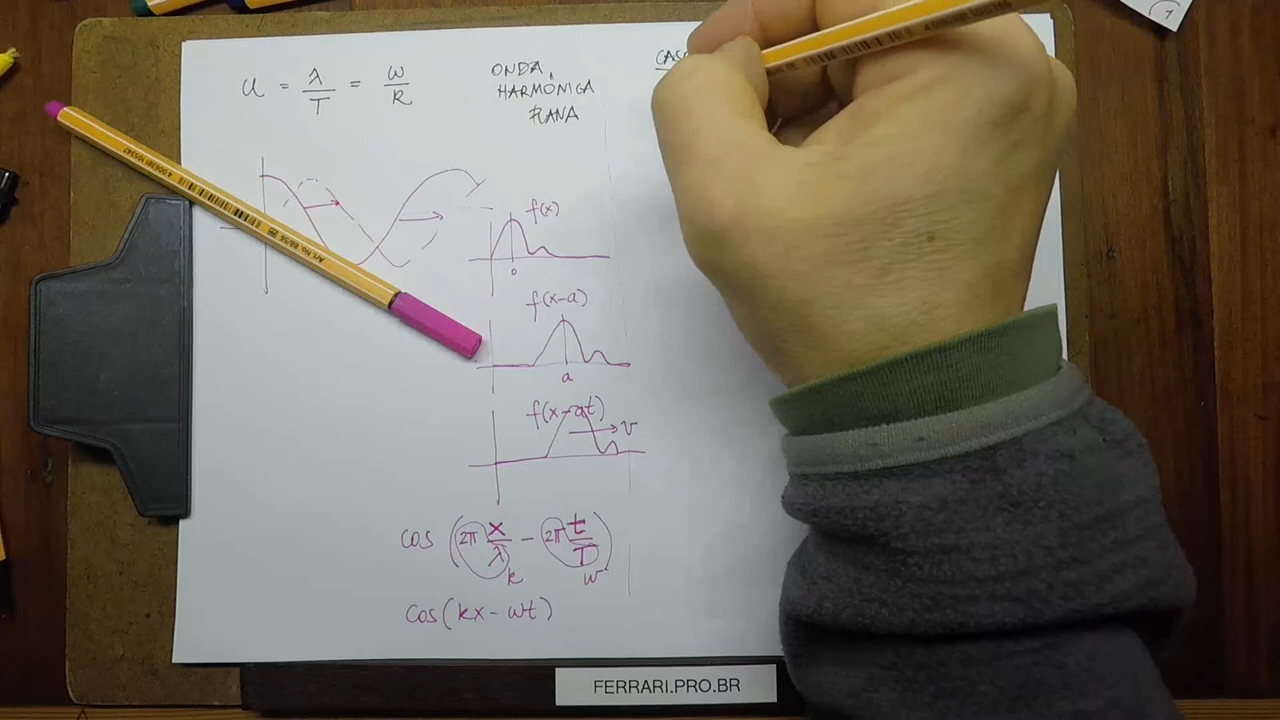 u = λ/T = ω/k
ONDA
HARMÔNICA
PLANA
f(x)
0
f(x-a)
a
f(x-at)
v
cos (2π x/λ - 2π t/T)
k
ω
cos(kx - ωt)
FERRARI.PRO.BR